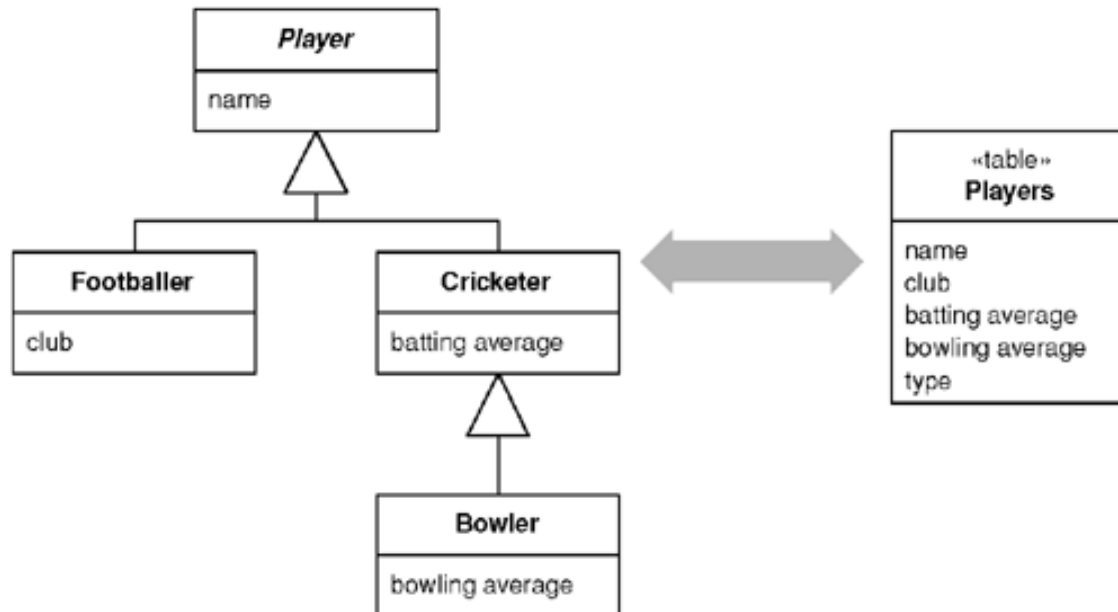 Player
name
Footballer
club
Cricketer
batting average
Bowler
bowling average
«table»
Players
name
club
batting average
bowling average
type